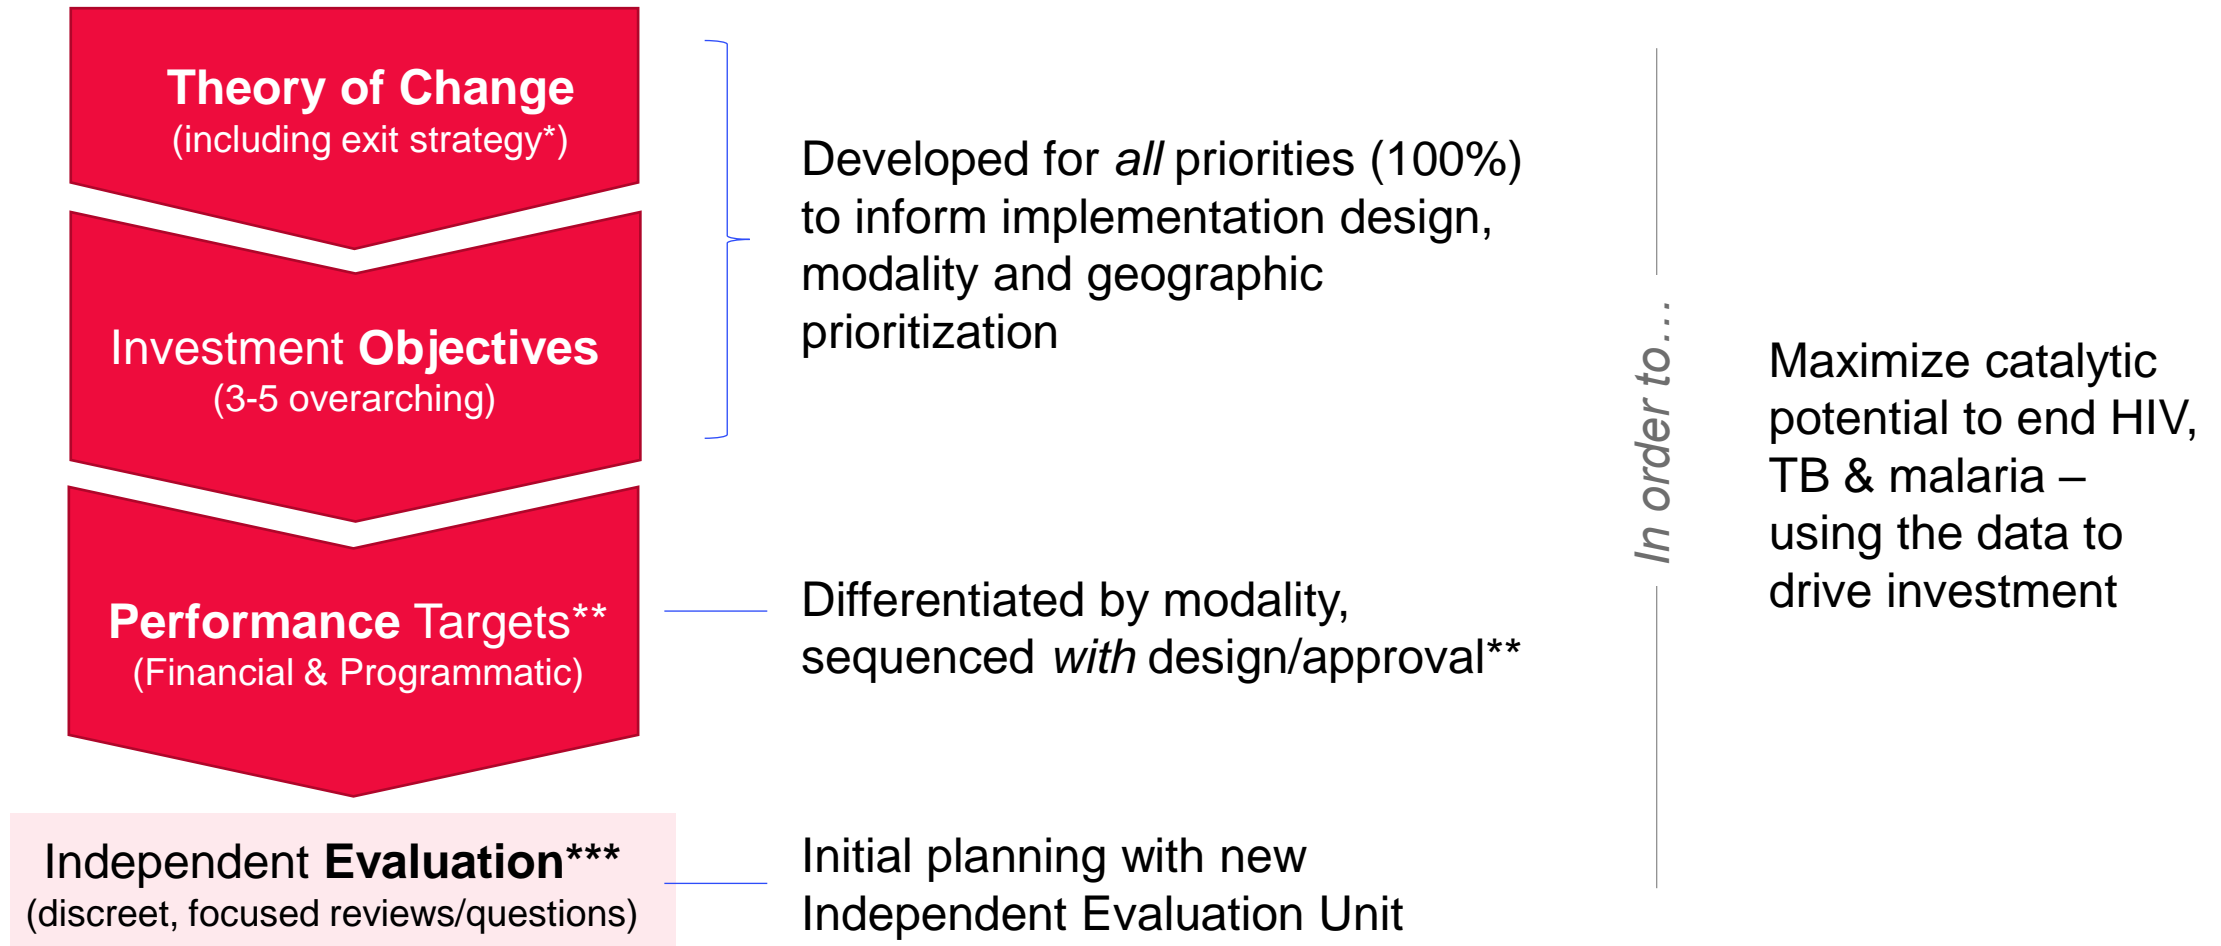 Theory of Change
(including exit strategy*)
Investment Objectives
(3-5 overarching)
Performance Targets**
(Financial & Programmatic)
Independent Evaluation***
(discreet, focused reviews/questions)
Developed for all priorities (100%)
to inform implementation design,
modality and geographic
prioritization
Differentiated by modality,
sequenced with design/approval**
Initial planning with new
Independent Evaluation Unit
In order to…
Maximize catalytic
potential to end HIV,
TB & malaria –
using the data to
drive investment